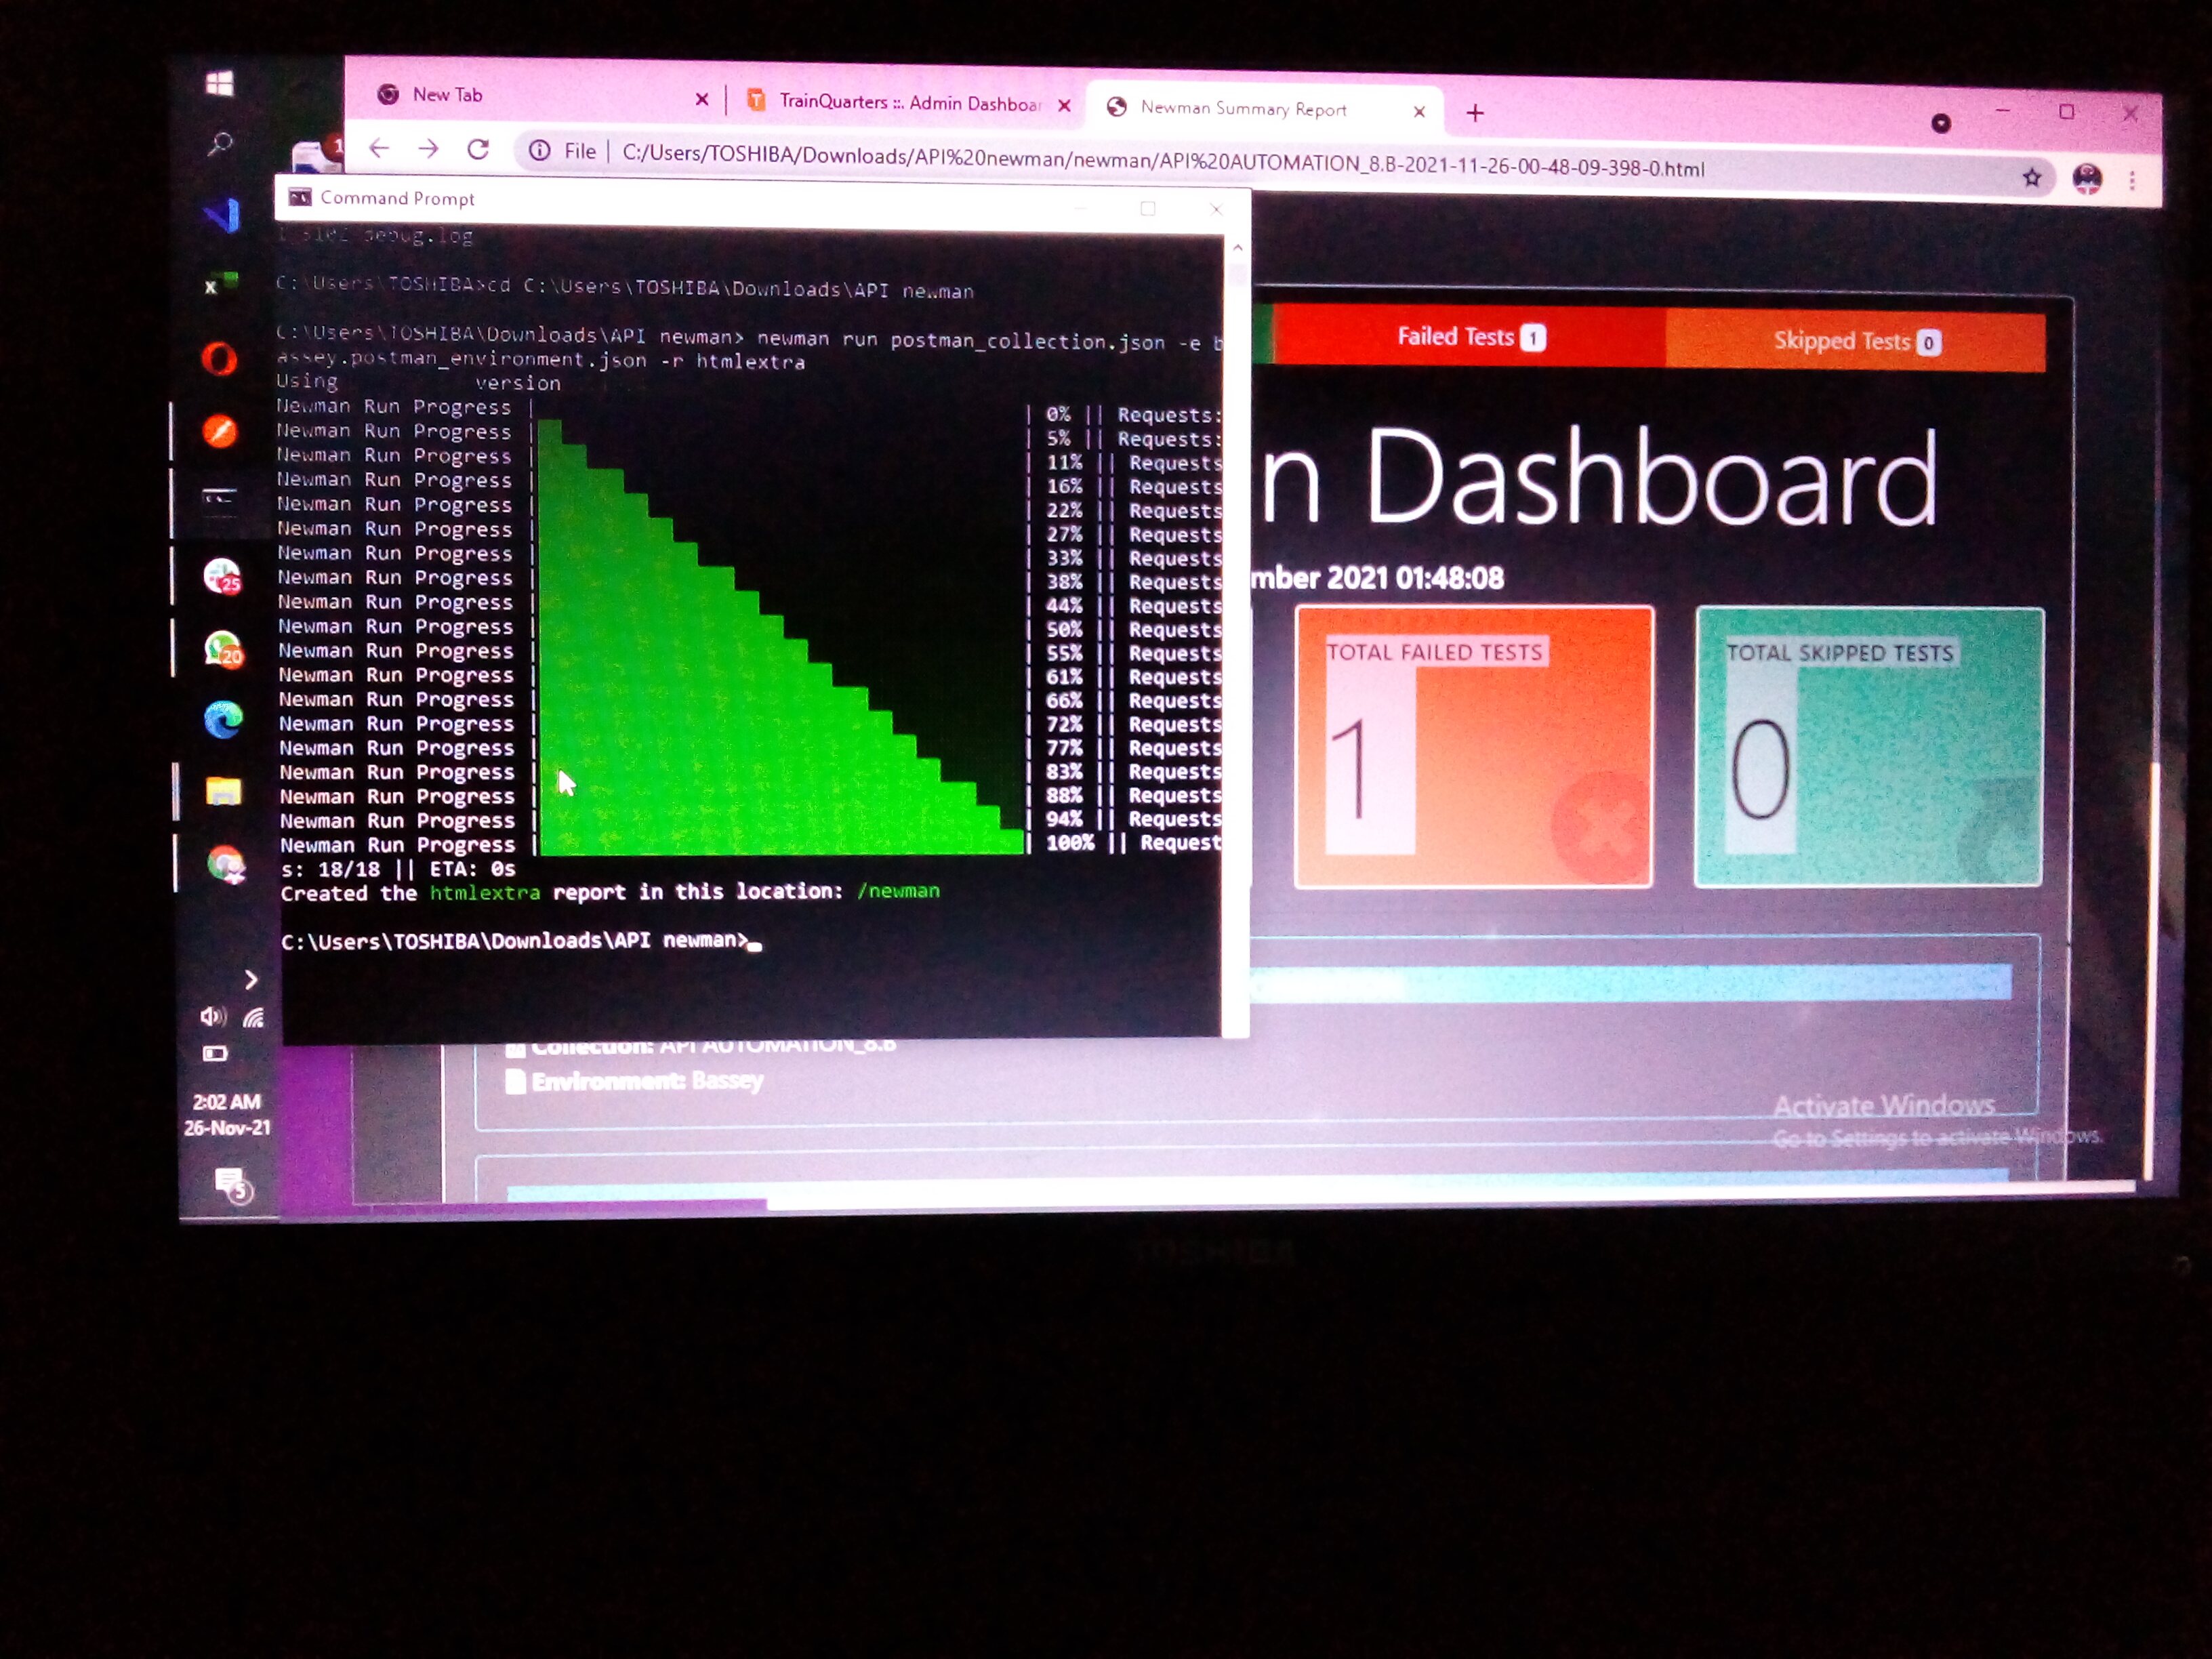 New Tab
TrainQuarters ::. Admin Dashboar
Newman Summary Report
File | C:/Users/TOSHIBA/Downloads/API%20newman/newman/API%20AUTOMATION_8.B-2021-11-26-00-48-09-398-0.html
1
Command Prompt
debug.log
C:\Users\TOSHIBA>cd C:\Users\TOSHIBA\Downloads\API newman
C:\Users\TOSHIBA\Downloads\API newman> newman run postman_collection.json -e b
assey.postman_environment.json -r htmlextra
Using version
Newman Run Progress | | 0% || Requests:
Newman Run Progress | | 5% || Requests:
Newman Run Progress | | 11% || Requests
Newman Run Progress | | 16% || Requests
Newman Run Progress | | 22% || Requests
Newman Run Progress | | 27% || Requests
Newman Run Progress | | 33% || Requests
Newman Run Progress | | 38% || Requests
Newman Run Progress | | 44% || Requests
Newman Run Progress | | 50% || Requests
Newman Run Progress | | 55% || Requests
Newman Run Progress | | 61% || Requests
Newman Run Progress | | 66% || Requests
Newman Run Progress | | 72% || Requests
Newman Run Progress | | 77% || Requests
Newman Run Progress | | 83% || Requests
Newman Run Progress | | 88% || Requests
Newman Run Progress | | 94% || Requests
Newman Run Progress | | 100% || Request
s: 18/18 || ETA: 0s
Created the htmlextra report in this location: /newman
C:\Users\TOSHIBA\Downloads\API newman>
Failed Tests 1
Skipped Tests 0
n Dashboard
mber 2021 01:48:08
TOTAL FAILED TESTS
1
TOTAL SKIPPED TESTS
0
Collection: API AUTOMATION_8.B
Environment: Bassey
Activate Windows
Go to Settings to activate Windows.
25
20
2:02 AM
26-Nov-21
5
TOSHIBA